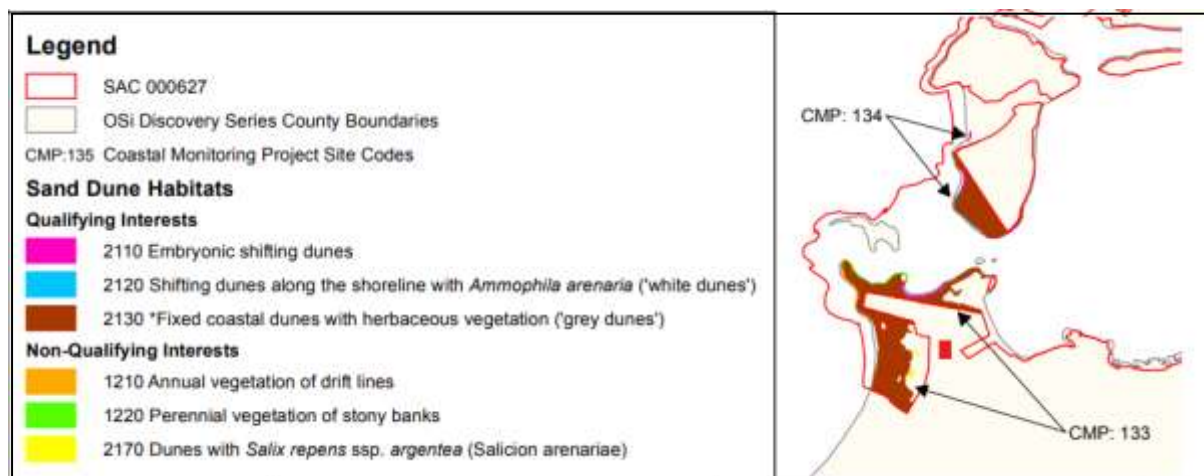 Legend
SAC 000627
OSi Discovery Series County Boundaries
CMP:135 Coastal Monitoring Project Site Codes
Sand Dune Habitats
Qualifying Interests
2110 Embryonic shifting dunes
2120 Shifting dunes along the shoreline with Ammophila arenaria ('white dunes')
2130 *Fixed coastal dunes with herbaceous vegetation ('grey dunes')
Non-Qualifying Interests
1210 Annual vegetation of drift lines
1220 Perennial vegetation of stony banks
2170 Dunes with Salix repens ssp. argentea (Salicion arenariae)
CMP: 134
CMP: 133